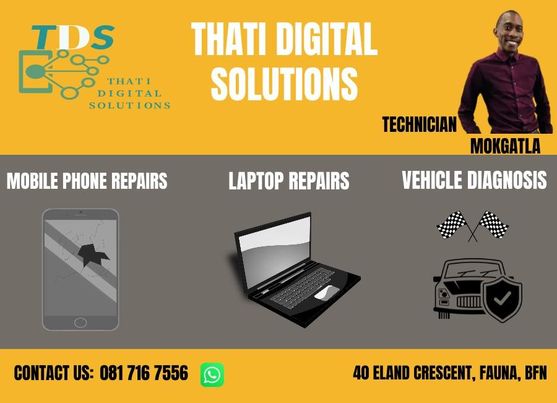 TDS
THATI
DIGITAL
SOLUTIONS
THATI DIGITAL
SOLUTIONS
TECHNICIAN
MOKGATLA
MOBILE PHONE REPAIRS
LAPTOP REPAIRS
VEHICLE DIAGNOSIS
CONTACT US: 081 716 7556
40 ELAND CRESCENT, FAUNA, BFN